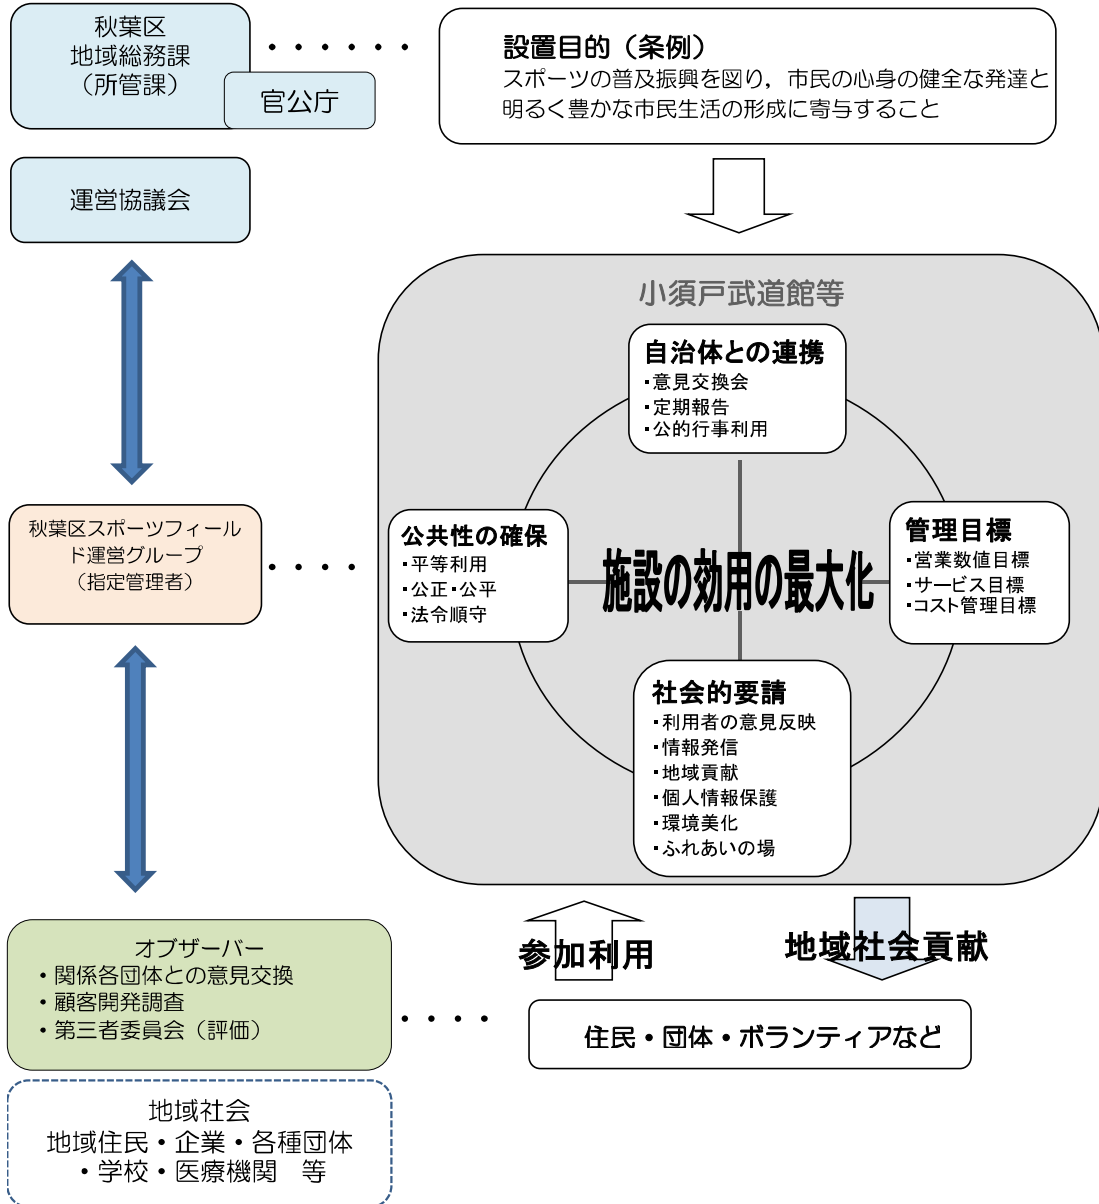 秋葉区
地域総務課
（所管課）
官公庁
設置目的（条例）
スポーツの普及振興を図り，市民の心身の健全な発達と
明るく豊かな市民生活の形成に寄与すること
運営協議会
小須戸武道館等
自治体との連携
・意見交換会
・定期報告
・公的行事利用
秋葉区スポーツフィール
ド運営グループ
（指定管理者）
公共性の確保
・平等利用
・公正・公平
・法令順守
施設の効用の最大化
管理目標
・営業数値目標
・サービス目標
・コスト管理目標
社会的要請
・利用者の意見反映
・情報発信
・地域貢献
・個人情報保護
・環境美化
・ふれあいの場
参加利用
地域社会貢献
オブザーバー
・関係各団体との意見交換
・顧客開発調査
・第三者委員会（評価）
住民・団体・ボランティアなど
地域社会
地域住民・企業・各種団体
・学校・医療機関　等